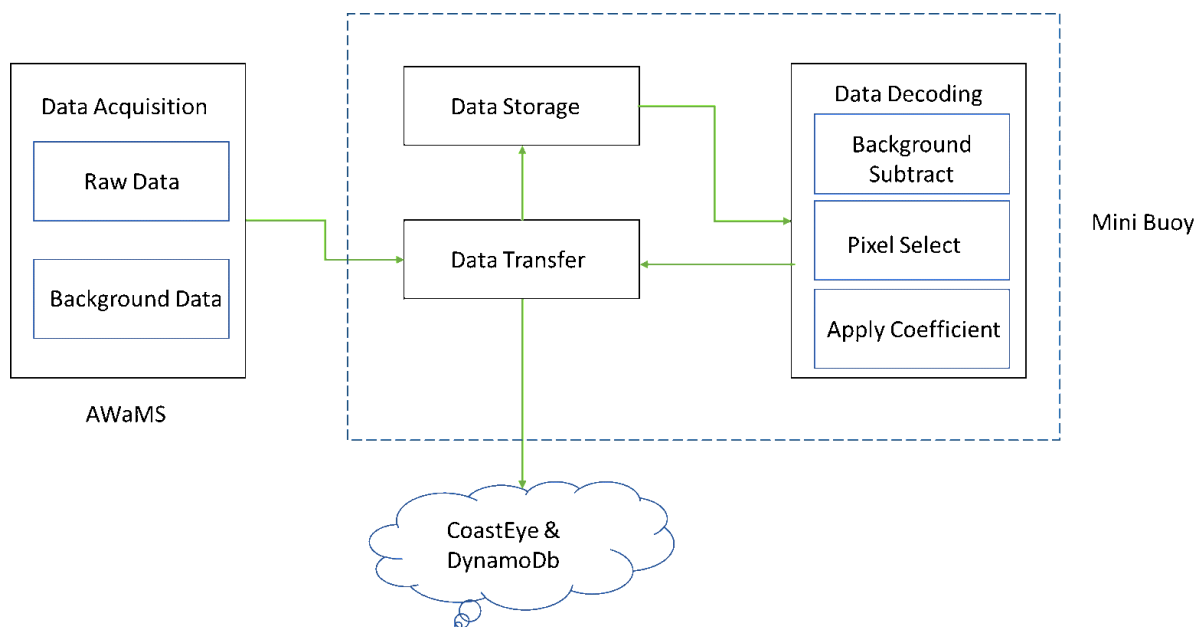 Data Acquisition
Raw Data
Background Data
AWaMS
Data Storage
Data Transfer
Data Decoding
Background
Subtract
Pixel Select
Apply Coefficient
Mini Buoy
CoastEye &
DynamoDb